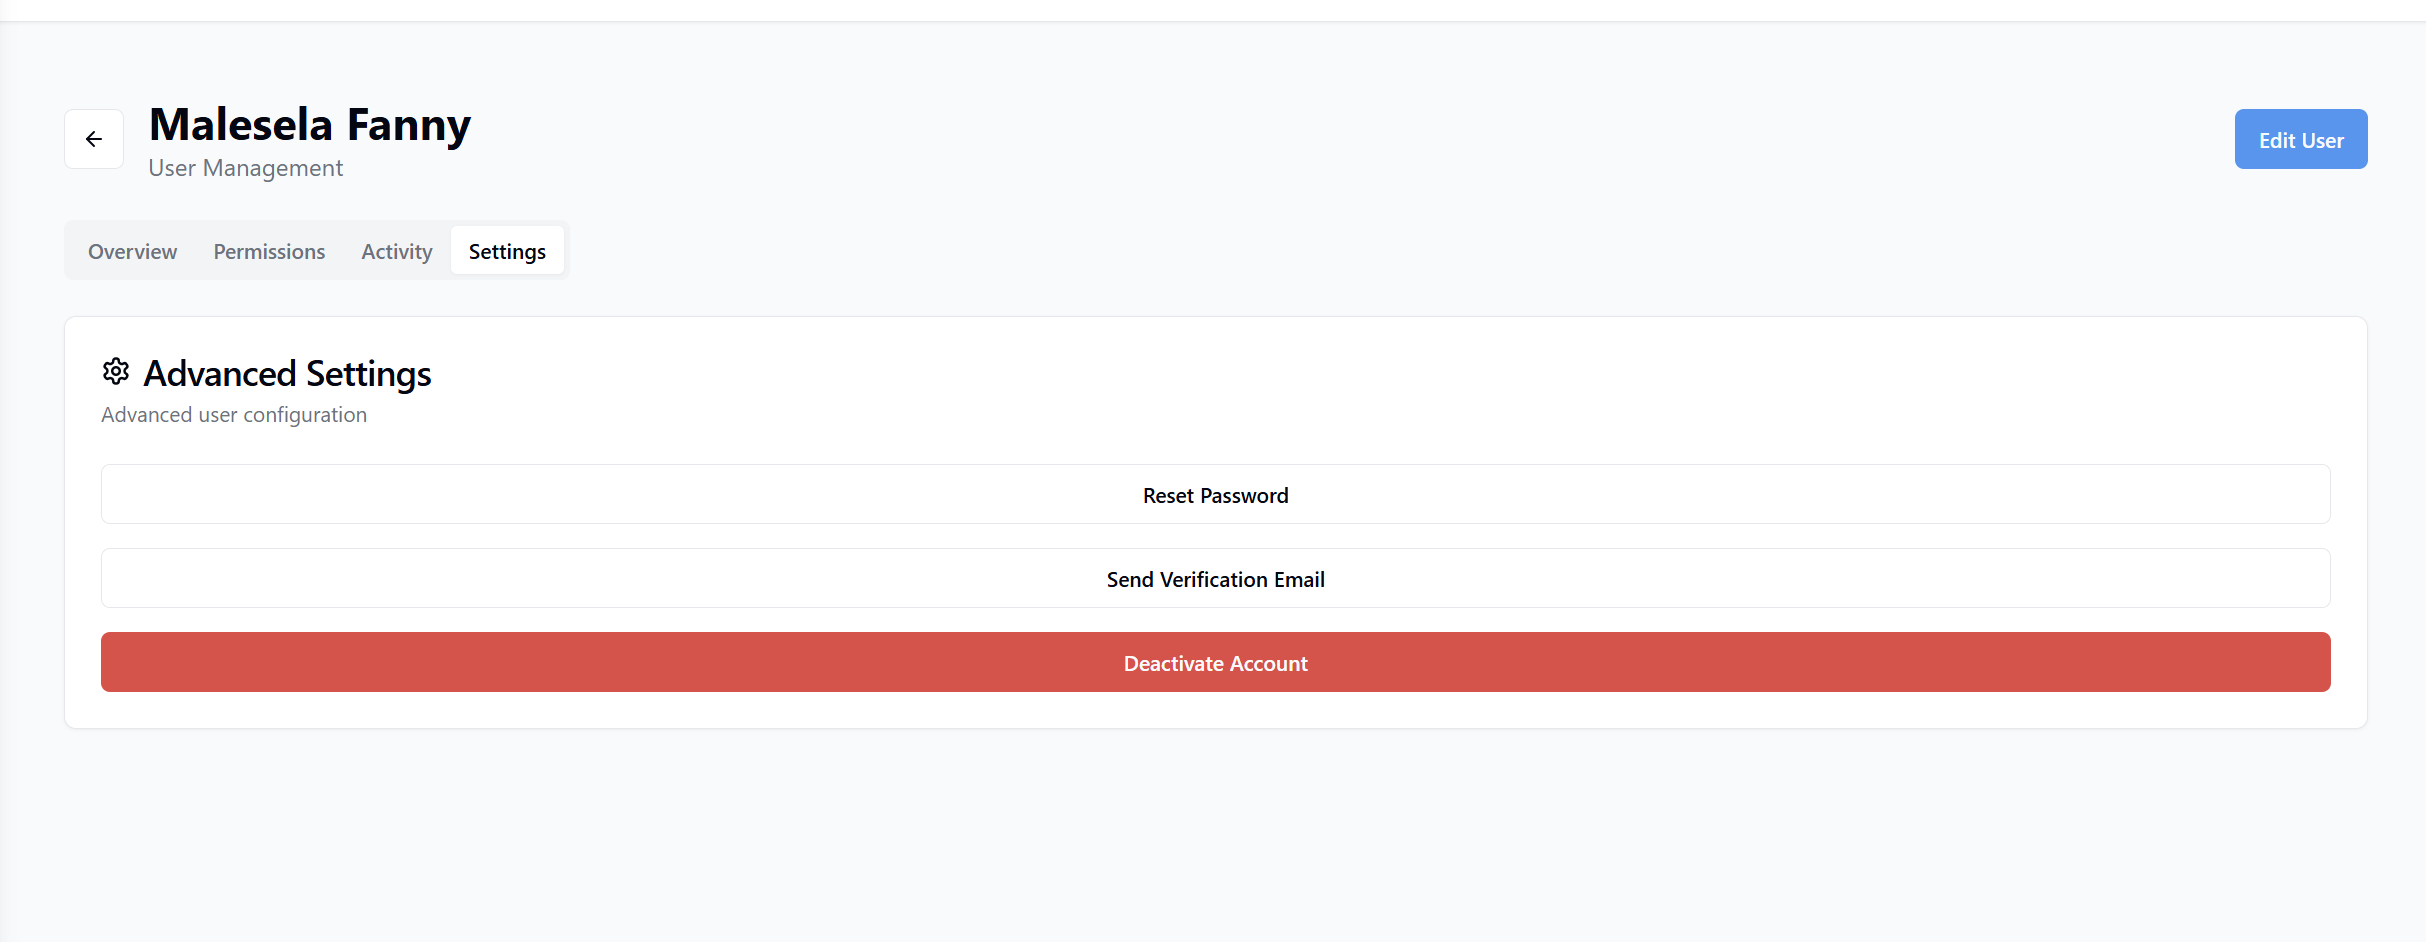 Malesela Fanny
User Management
Edit User
Overview Permissions Activity Settings
Advanced Settings
Advanced user configuration
Reset Password
Send Verification Email
Deactivate Account